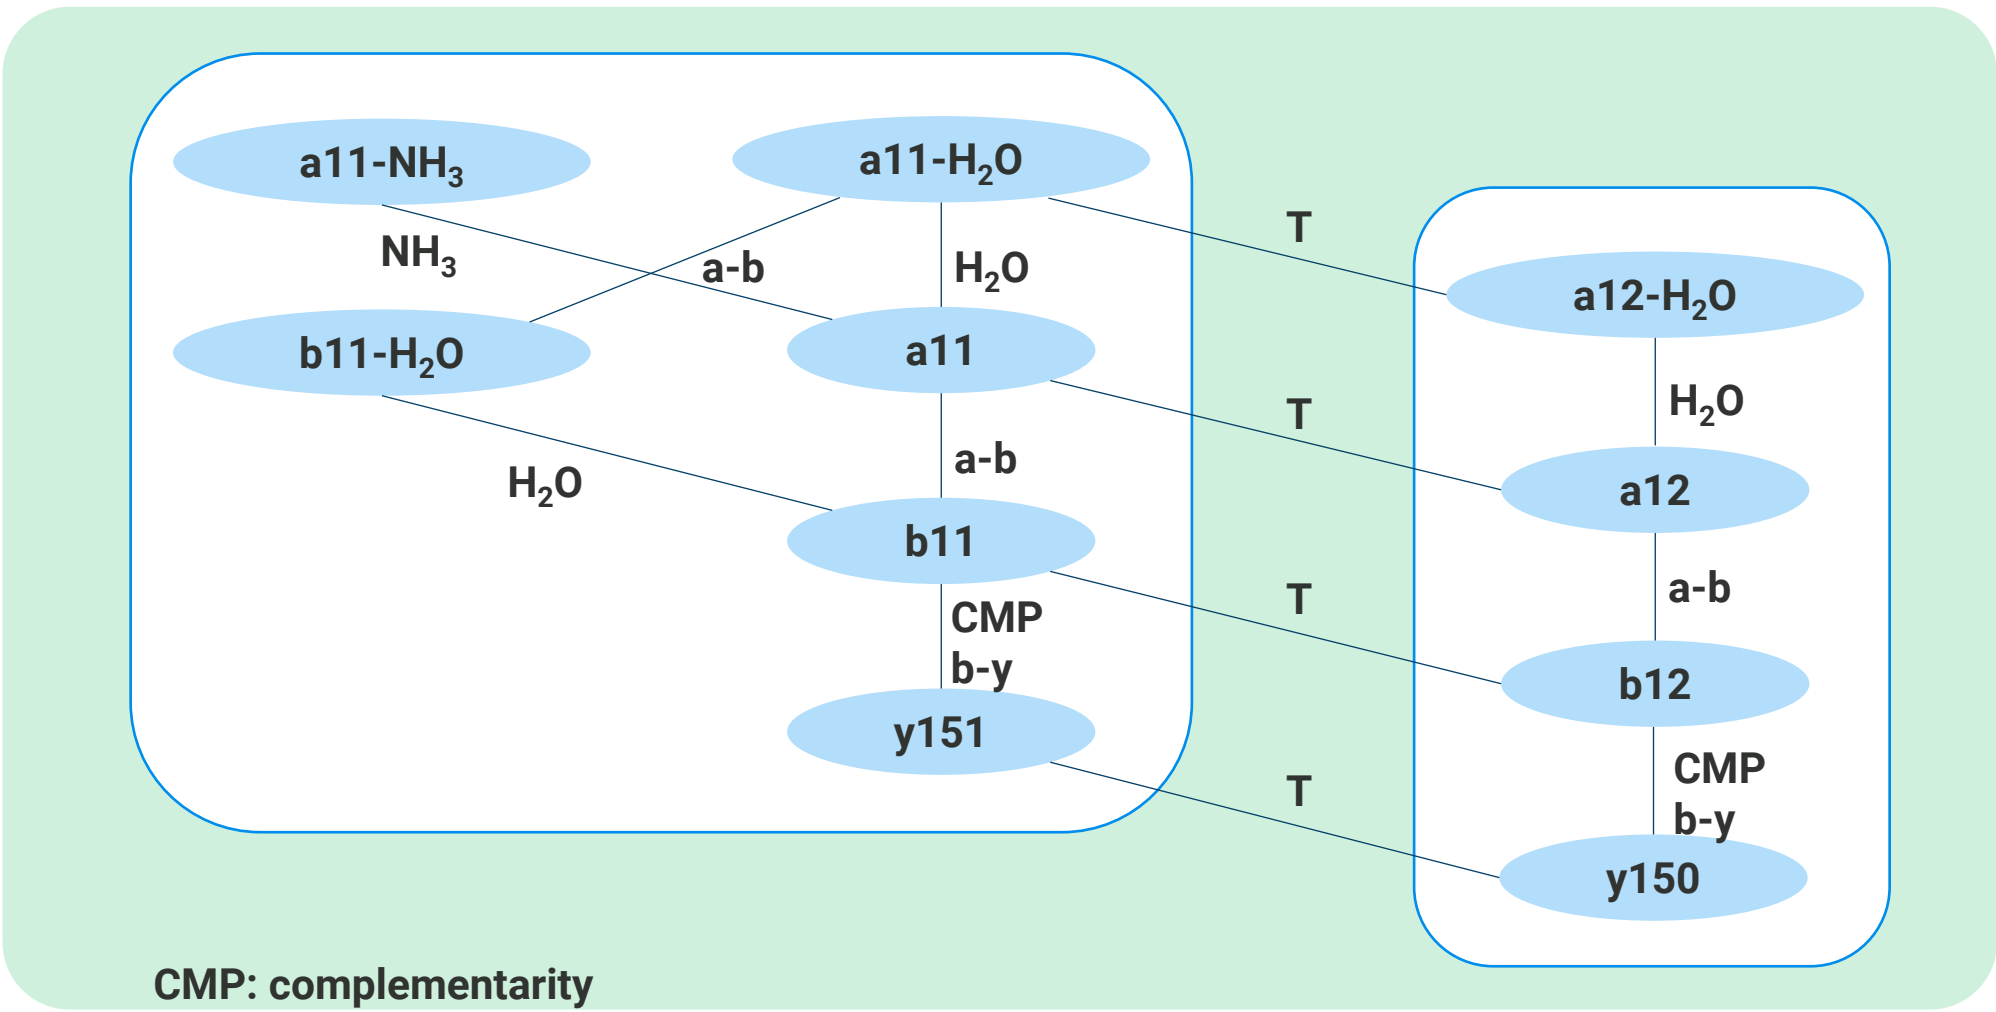 a11-NH₃
a11-H₂O
T
NH₃
a-b
H₂O
a12-H₂O
b11-H₂O
a11
H₂O
T
a-b
H₂O
a12
b11
a-b
T
CMP
b-y
b12
y151
CMP
b-y
T
y150
CMP: complementarity